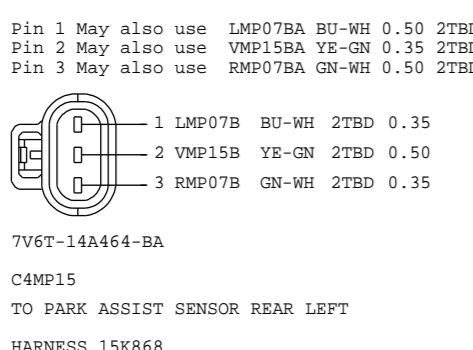 Pin 1 May also use LMP07BA BU-WH 0.50 2TBD
Pin 2 May also use VMP15BA YE-GN 0.35 2TBD
Pin 3 May also use RMP07BA GN-WH 0.50 2TBD
1 LMP07B BU-WH 2TBD 0.35
2 VMP15B YE-GN 2TBD 0.50
3 RMP07B GN-WH 2TBD 0.35
7V6T-14A464-BA
C4MP15
TO PARK ASSIST SENSOR REAR LEFT
HARNESS 15K868